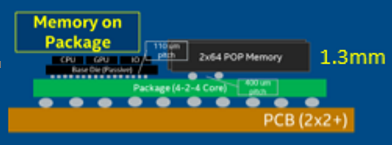 Memory on
Package
CPU
GPU
IO
110 um
pitch
2x64 POP Memory
1.3mm
Base Die (Passive)
Package (4-2-4 Core)
400 um
pitch
PCB (2x2+)